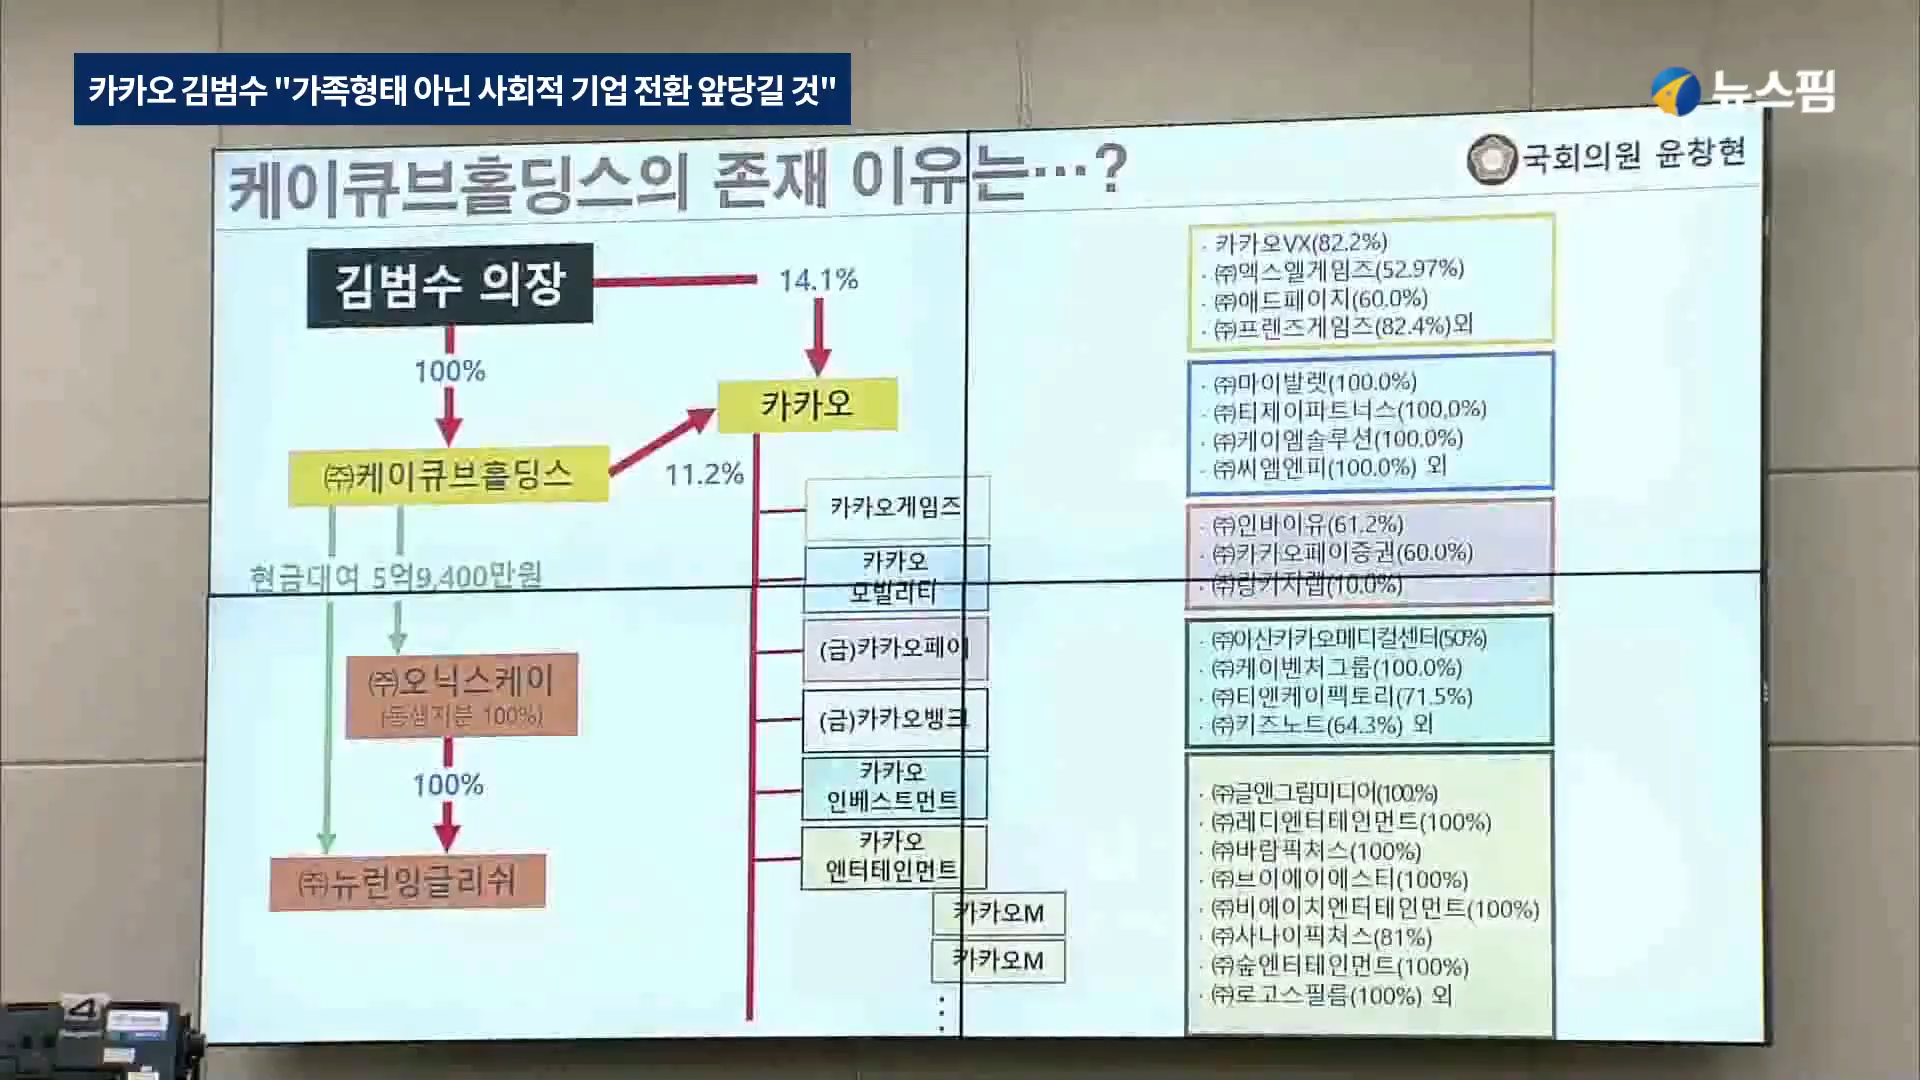 카카오 김범수 "가족형태 아닌 사회적 기업 전환 앞당길 것"
뉴스핌
케이큐브홀딩스의 존재 이유는…?
국회의원 윤창현
김범수 의장
14.1%
100%
카카오
㈜케이큐브홀딩스
11.2%
현금대여 5억9,400만원
㈜오닉스케이
(동생지분 100%)
100%
㈜뉴런잉글리쉬
카카오게임즈
카카오
모빌리티
(금)카카오페이
(금)카카오뱅크
카카오
인베스트먼트
카카오
엔터테인먼트
카카오M
카카오M
⋮
· 카카오VX(82.2%)
· ㈜엑스엘게임즈(52.97%)
· ㈜애드페이지(60.0%)
· ㈜프렌즈게임즈(82.4%)외
· ㈜마이발렛(100.0%)
· ㈜티제이파트너스(100,0%)
· ㈜케이엠솔루션(100.0%)
· ㈜씨엠엔피(100.0%) 외
· ㈜인바이유(61.2%)
· ㈜카카오페이증권(60.0%)
· ㈜랑키지랩(10.0%)
· ㈜아산카카오메디컬센터(50%)
· ㈜케이벤처그룹(100.0%)
· ㈜티앤케이팩토리(71.5%)
· ㈜키즈노트(64.3%) 외
· ㈜글앤그림미디어(100%)
· ㈜레디엔터테인먼트(100%)
· ㈜바람픽쳐스(100%)
· ㈜브이에이에스티(100%)
· ㈜비에이치엔터테인먼트(100%)
· ㈜사나이픽쳐스(81%)
· ㈜숲엔터테인먼트(100%)
· ㈜로고스필름(100%) 외
4